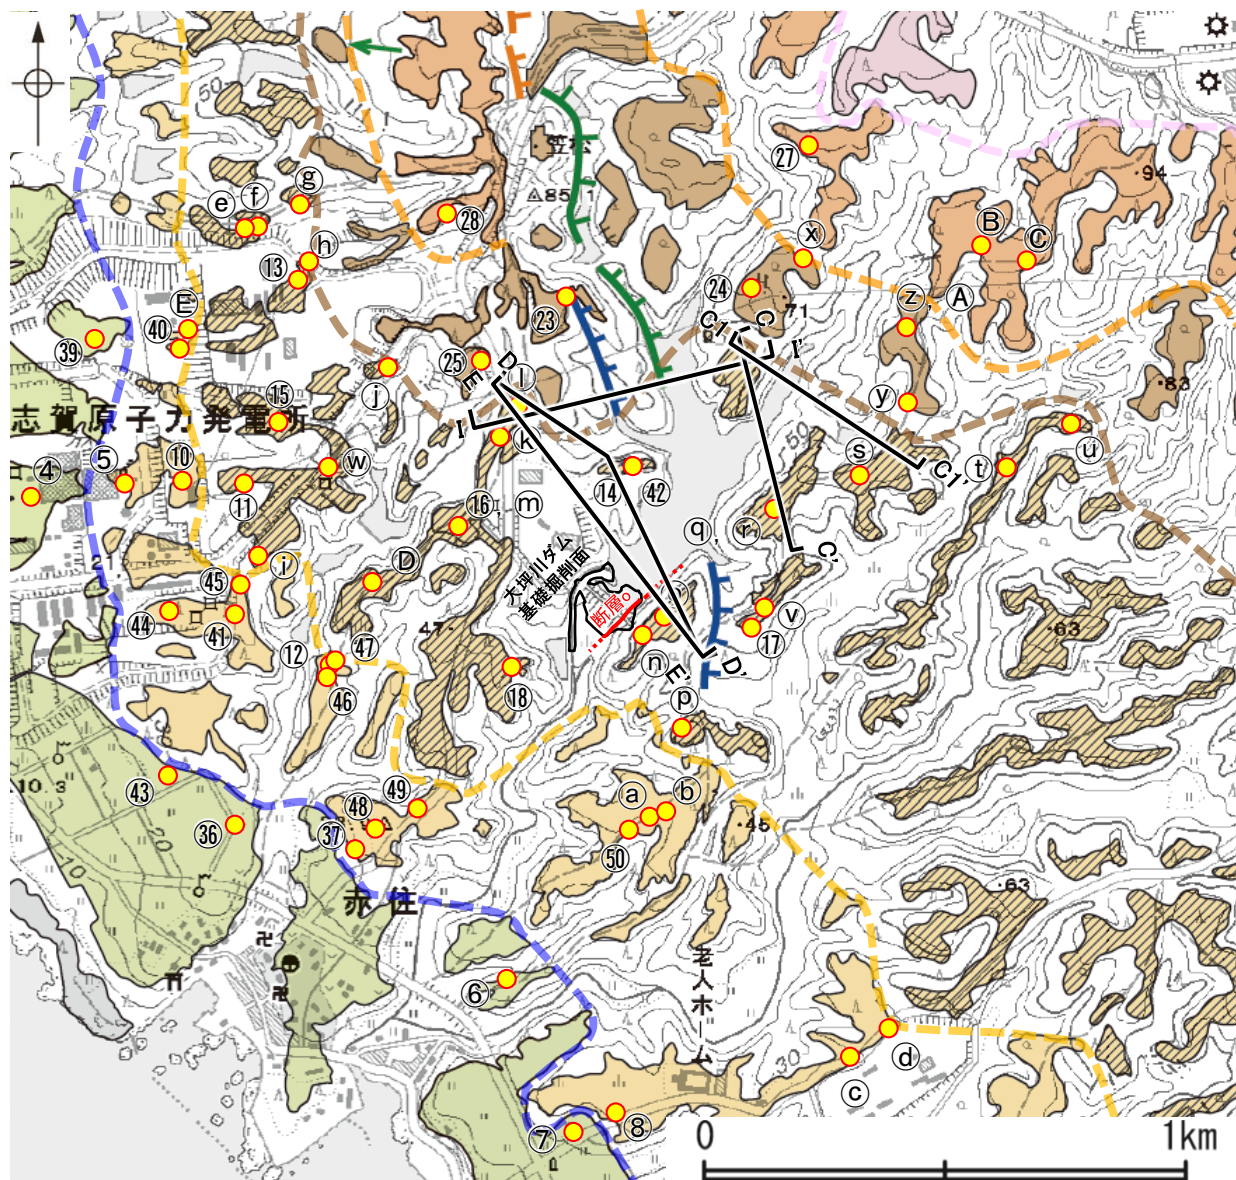 50
笠松
85.1
g
f
e
28
27
94
B
C
x
24
71
h
13
E
40
39
23
z,
A
C
C1
I'
83
25
D
E
l
j
I
k
y
15
志賀原子力発電所
4
5
10
11
w
16,
m
14
42
50
s
C1'
t
u
q,
r,
C'
大坪川ダム
基礎掘削面
断層o
i
D
45
44
41
47
12
47
46
18
n
E'
D'
v
17
63
p
43
10.3
20
10
36
48
49
37
a
b
50
45
赤住
63
6
老人ホーム
30
c
d
7
8
0
1km